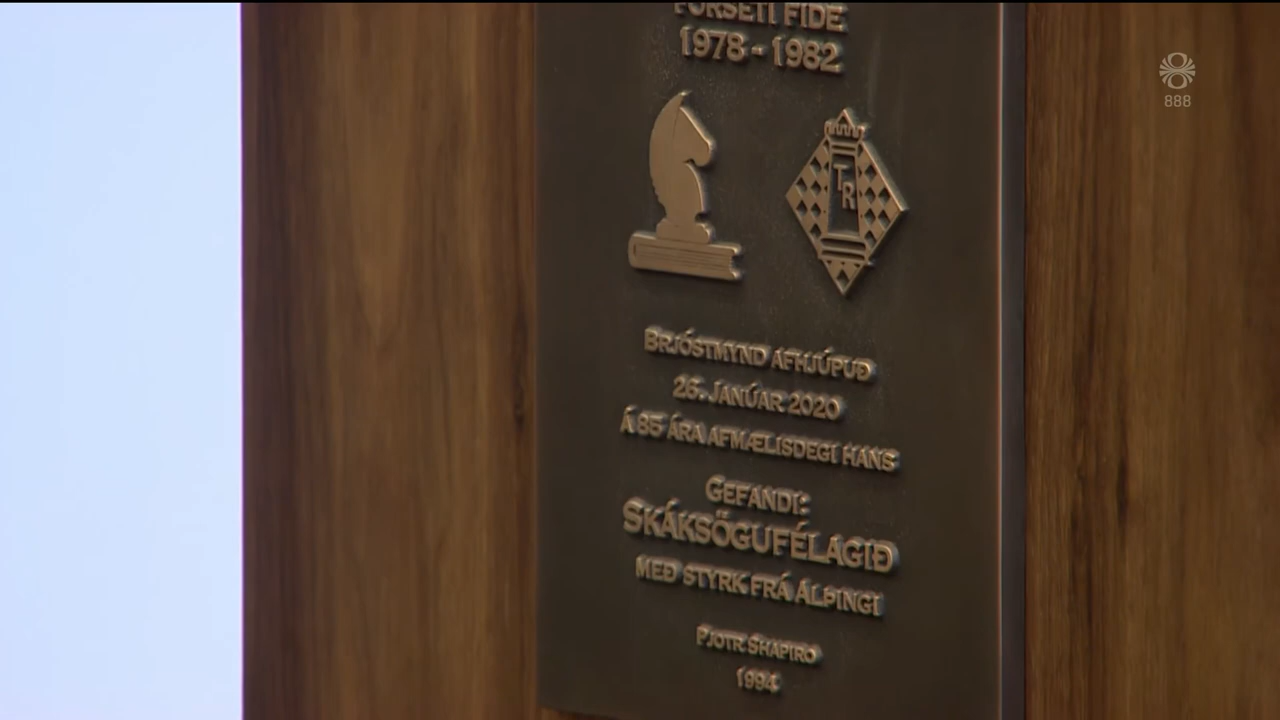 FORSETI FIDE
1978 - 1982
TR
BRJÓSTMYND AFHJÚPUÐ
26. JANÚAR 2020
Á 85 ÁRA AFMÆLISDEGI HANS
GEFANDI:
SKÁKSÖGUFÉLAGIÐ
MEÐ STYRK FRÁ ALÞINGI
PJOTR SHAPIRO
1994
888